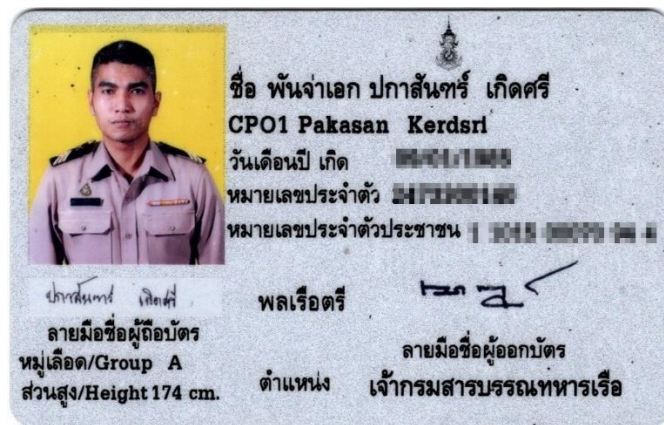 ชื่อ พันจ่าเอก ปกาสันฑร์ เกิดศรี
CPO1 Pakasan Kerdsri
วันเดือนปี เกิด
หมายเลขประจำตัว
หมายเลขประจำตัวประชาชน
ปกาสันฑร์ เกิดศรี
ลายมือชื่อผู้ถือบัตร
หมู่เลือด/Group A
ส่วนสูง/Height 174 cm.
พลเรือตรี
ลายมือชื่อผู้ออกบัตร
ตำแหน่ง เจ้ากรมสารบรรณทหารเรือ